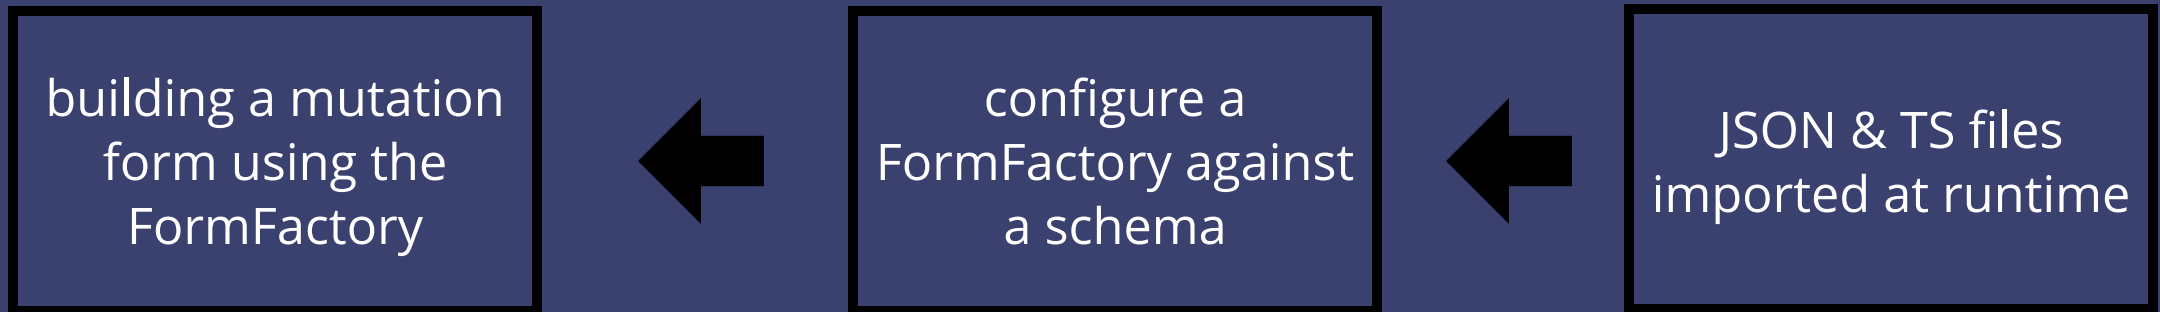 building a mutation
form using the
FormFactory
configure a
FormFactory against
a schema
JSON & TS files
imported at runtime